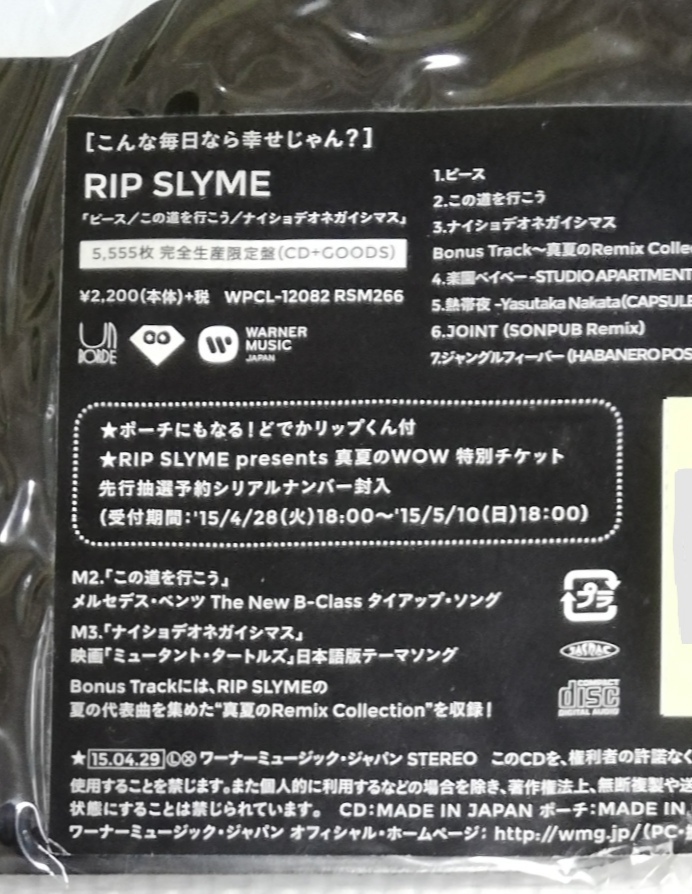 [こんな毎日なら幸せじゃん？]
RIP SLYME
「ピース/この道を行こう/ナイショデオネガイシマス」
5,555枚 完全生産限定盤(CD+GOODS)
¥2,200(本体)+税 WPCL-12082 RSM266
UN BORDE
WARNER
MUSIC
JAPAN
1.ピース
2.この道を行こう
3.ナイショデオネガイシマス
Bonus Track〜真夏のRemix Collec
4.楽園ベイベー -STUDIO APARTMENT
5.熱帯夜 -Yasutaka Nakata(CAPSULE
6.JOINT (SONPUB Remix)
7.ジャングルフィーバー (HABANERO POS
★ポーチにもなる！どでかリップくん付
★RIP SLYME presents 真夏のWOW 特別チケット
先行抽選予約シリアルナンバー封入
(受付期間：'15/4/28(火)18:00〜'15/5/10(日)18:00)
M2.「この道を行こう」
メルセデス・ベンツ The New B-Class タイアップ・ソング
M3.「ナイショデオネガイシマス」
映画「ミュータント・タートルズ」日本語版テーマソング
Bonus Trackには、RIP SLYMEの
夏の代表曲を集めた“真夏のRemix Collection”を収録！
プラ
JASRAC
COMPACT
disc
DIGITAL AUDIO
★15.04.29ⓁⓍワーナーミュージック・ジャパン STEREO このCDを、権利者の許諾なく
使用することを禁じます。また個人的に利用するなどの場合を除き、著作権法上、無断複製や送
状態にすることは禁じられています。 CD：MADE IN JAPAN ポーチ：MADE IN
ワーナーミュージック・ジャパン オフィシャル・ホームページ： http://wmg.jp/(PC・